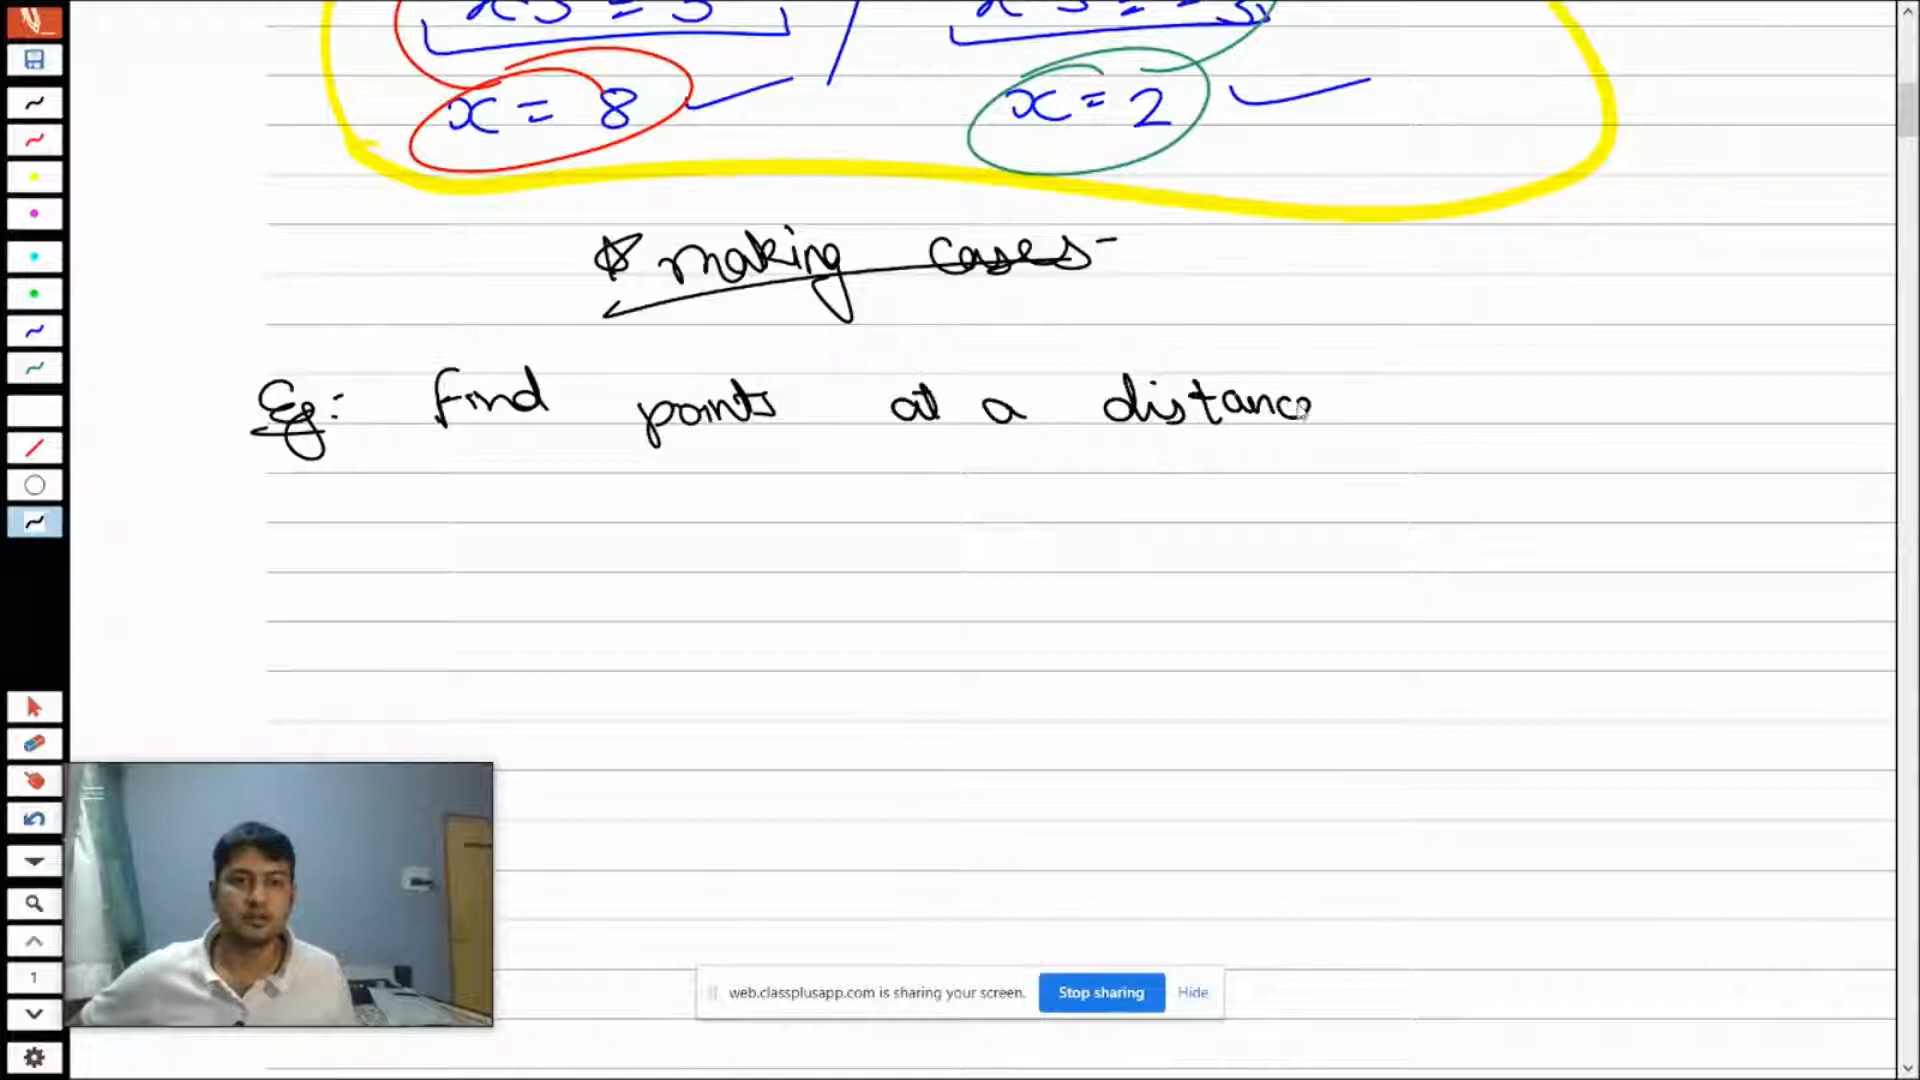 x = 8
x = 2
making cases-
Eg: Find points at a distance
1
web.classplusapp.com is sharing your screen. Stop sharing Hide